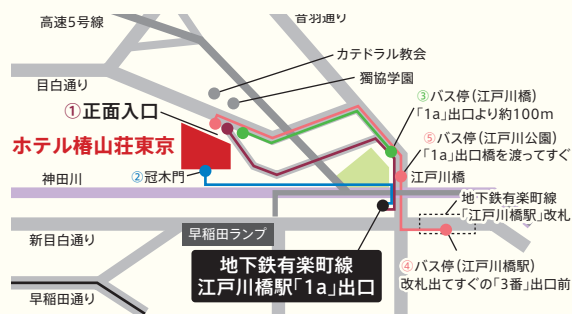 高速5号線
音羽通り
カテドラル教会
獨協学園
目白通り
①正面入口
③バス停(江戸川橋)
「1a」出口より約100m
ホテル椿山荘東京
⑤バス停(江戸川公園)
「1a」出口橋を渡ってすぐ
②冠木門
江戸川橋
神田川
地下鉄有楽町線
「江戸川橋駅」改札
早稲田ランプ
新目白通り
地下鉄有楽町線
江戸川橋駅「1a」出口
④バス停(江戸川橋駅)
改札出てすぐの「3番」出口前
早稲田通り